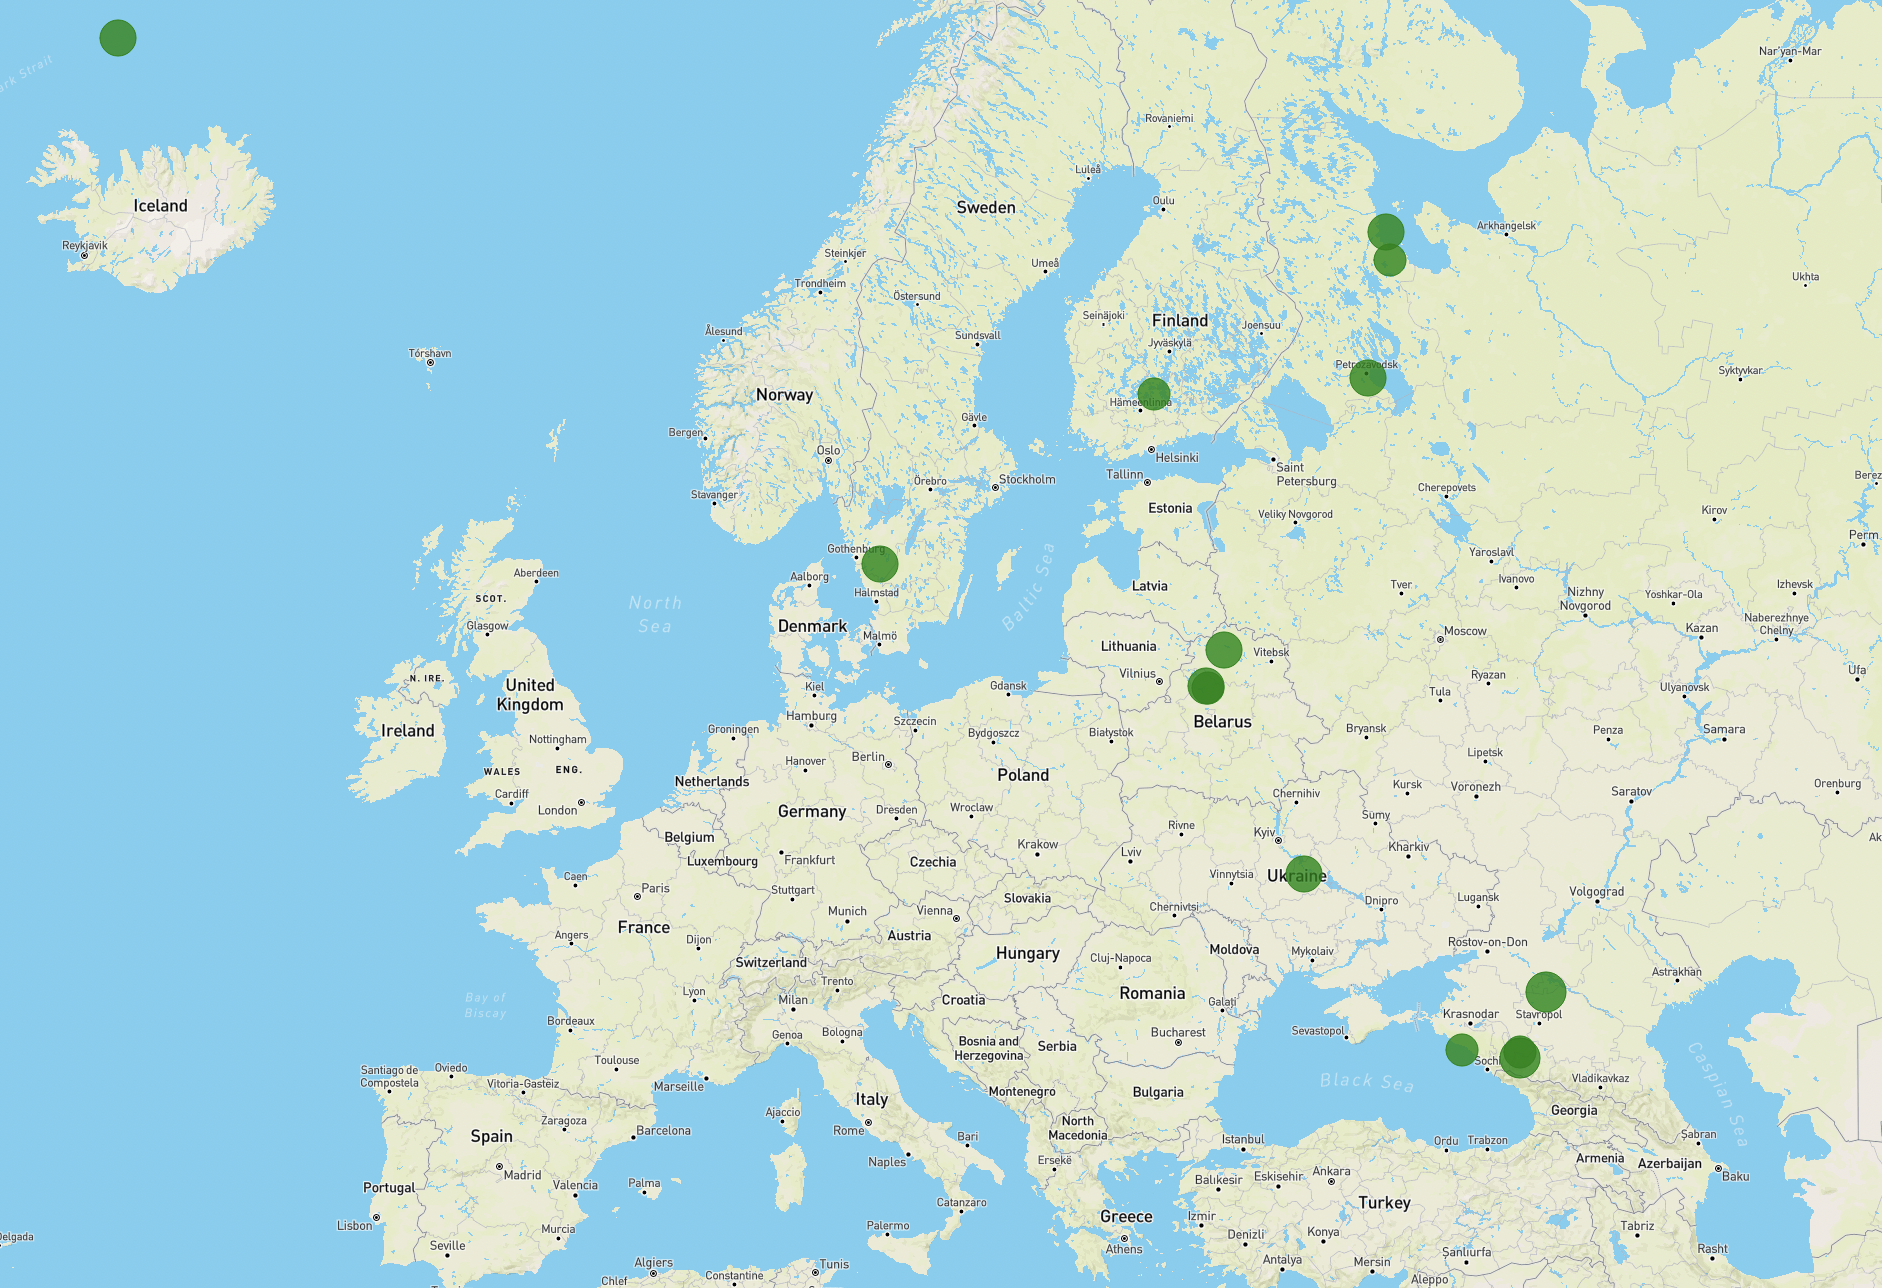 Nar'yan-Mar
ark Strait
Rovaniemi
Luleå
Oulu
Iceland
Sweden
Arkhangelsk
Reykjavik
Steinkjer
Umeå
Ukhta
Trondheim
Östersund
Seinäjoki
Finland
Joensuu
Ålesund
Sundsvall
Jyväskylä
Tórshavn
Petrozavodsk
Syktyvkar
Norway
Hämeenlinna
Gävle
Bergen
Oslo
Helsinki
Saint
Petersburg
Tallinn
Örebro
Stockholm
Berez
Stavanger
Cherepovets
Estonia
Veliky Novgorod
Kirov
Perm
Gothenburg
Yaroslavl
Aberdeen
Aalborg
Baltic Sea
Latvia
Tver
Ivanovo
Nizhny
Novgorod
Yoshkar-Ola
Izhevsk
SCOT.
North
Sea
Halmstad
Glasgow
Denmark
Malmö
Moscow
Kazan
Naberezhnye
Chelny
Lithuania
Vitebsk
N. IRE.
United
Kingdom
Kiel
Gdansk
Vilnius
Ryazan
Ufa
Tula
Ulyanovsk
Ireland
Hamburg
Szczecin
Belarus
Groningen
Bydgoszcz
Białystok
Bryansk
Penza
Samara
Nottingham
WALES
ENG.
Hanover
Berlin
Lipetsk
Netherlands
Poland
Cardiff
London
Germany
Dresden
Wroclaw
Chernihiv
Kursk
Voronezh
Saratov
Orenburg
Belgium
Rivne
Sumy
Kyiv
Ak
Luxembourg
Frankfurt
Czechia
Krakow
Lviv
Kharkiv
Caen
Paris
Stuttgart
Slovakia
Vinnytsia
Ukraine
Volgograd
France
Munich
Vienna
Chernivtsi
Dnipro
Lugansk
Angers
Dijon
Austria
Switzerland
Hungary
Moldova
Mykolaiv
Rostov-on-Don
Cluj-Napoca
Astrakhan
Bay of
Biscay
Lyon
Milan
Trento
Croatia
Romania
Galați
Krasnodar
Stavropol
Bordeaux
Genoa
Bologna
Bosnia and
Herzegovina
Serbia
Bucharest
Sevastopol
Santiago de
Compostela
Oviedo
Toulouse
Sochi
Vitoria-Gasteiz
Marseille
Montenegro
Bulgaria
Black Sea
Vladikavkaz
Caspian Sea
Italy
Ajaccio
Georgia
Zaragoza
Spain
Barcelona
Rome
Bari
North
Macedonia
Istanbul
Ordu
Trabzon
Şabran
Madrid
Naples
Ersekë
Ankara
Armenia
Azerbaijan
Baku
Portugal
Valencia
Palma
Balıkesir
Eskisehir
Catanzaro
Turkey
Lisbon
Murcia
Palermo
Greece
Izmir
Konya
Tabriz
Delgada
Seville
Athens
Denizli
Antalya
Mersin
Şanlıurfa
Rasht
Algiers
Tunis
Chlef
Constantine
Aleppo